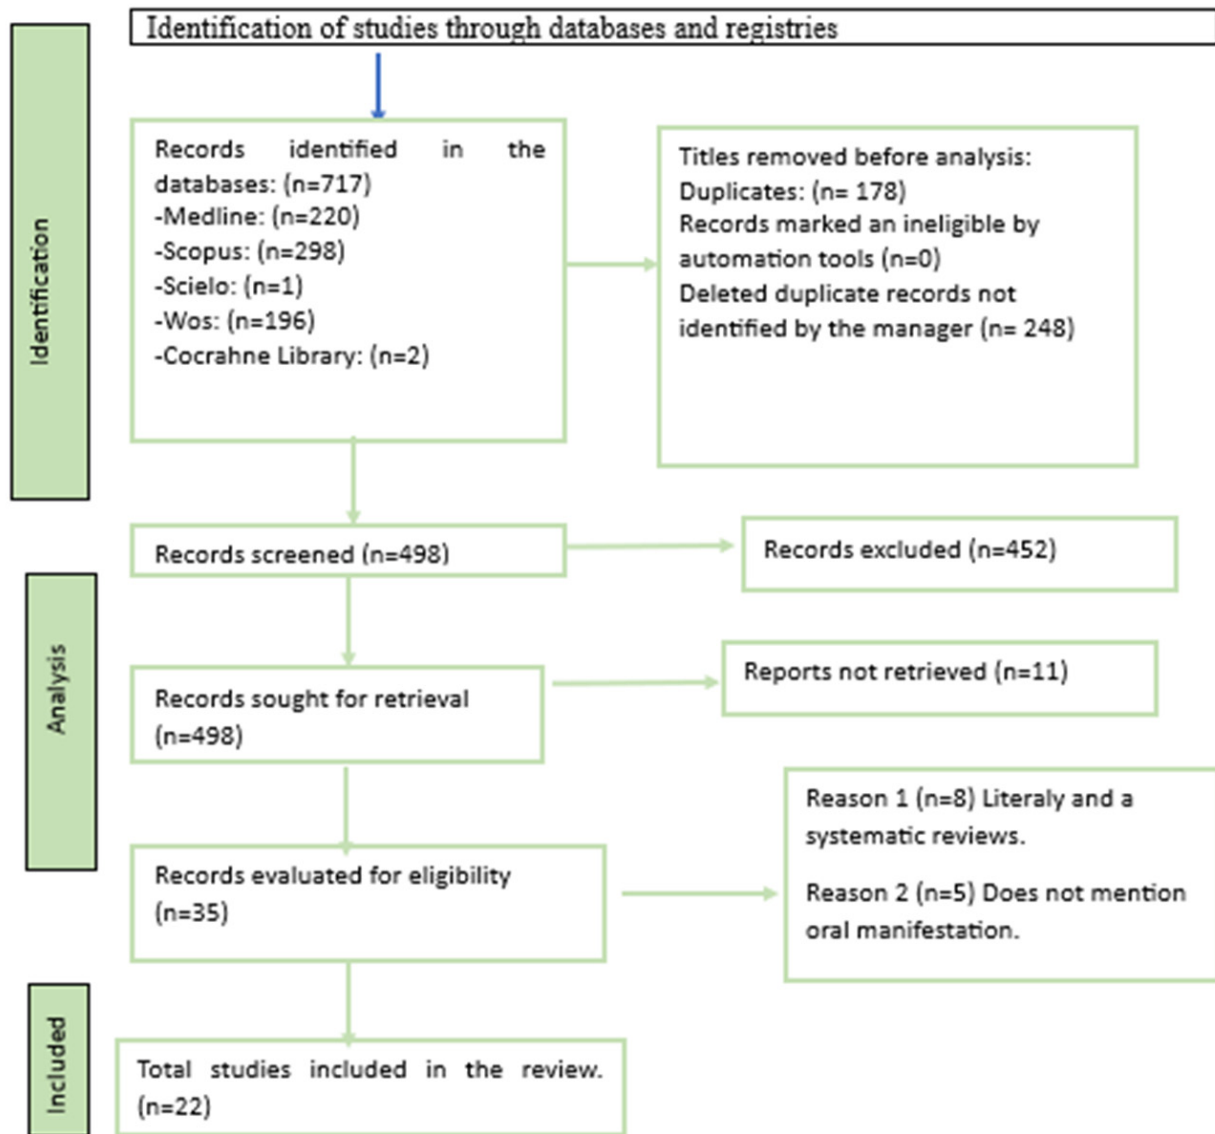 Identification of studies through databases and registries
Identification
Records identified in the
databases: (n=717)
-Medline: (n=220)
-Scopus: (n=298)
-Scielo: (n=1)
-Wos: (n=196)
-Cocrahne Library: (n=2)
Titles removed before analysis:
Duplicates: (n= 178)
Records marked an ineligible by
automation tools (n=0)
Deleted duplicate records not
identified by the manager (n= 248)
Records screened (n=498)
Records excluded (n=452)
Analysis
Records sought for retrieval
(n=498)
Reports not retrieved (n=11)
Records evaluated for eligibility
(n=35)
Reason 1 (n=8) Literaly and a
systematic reviews.
Reason 2 (n=5) Does not mention
oral manifestation.
Included
Total studies included in the review.
(n=22)